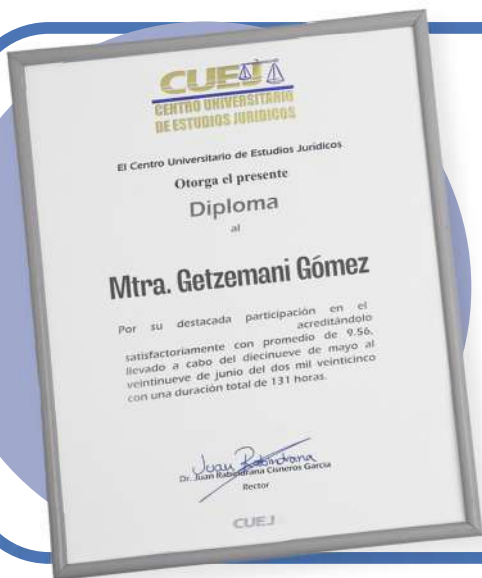 CUEJ
CENTRO UNIVERSITARIO
DE ESTUDIOS JURIDICOS
El Centro Universitario de Estudios Jurídicos
Otorga el presente
Diploma
al
Mtra. Getzemani Gómez
Por su destacada participación en el
acreditándolo
satisfactoriamente con promedio de 9.56,
llevado a cabo del diecinueve de mayo al
veintinueve de junio del dos mil veinticinco
con una duración total de 131 horas.
Juan Rabindrana
Dr. Juan Rabindrana Cisneros García
Rector
CUEJ